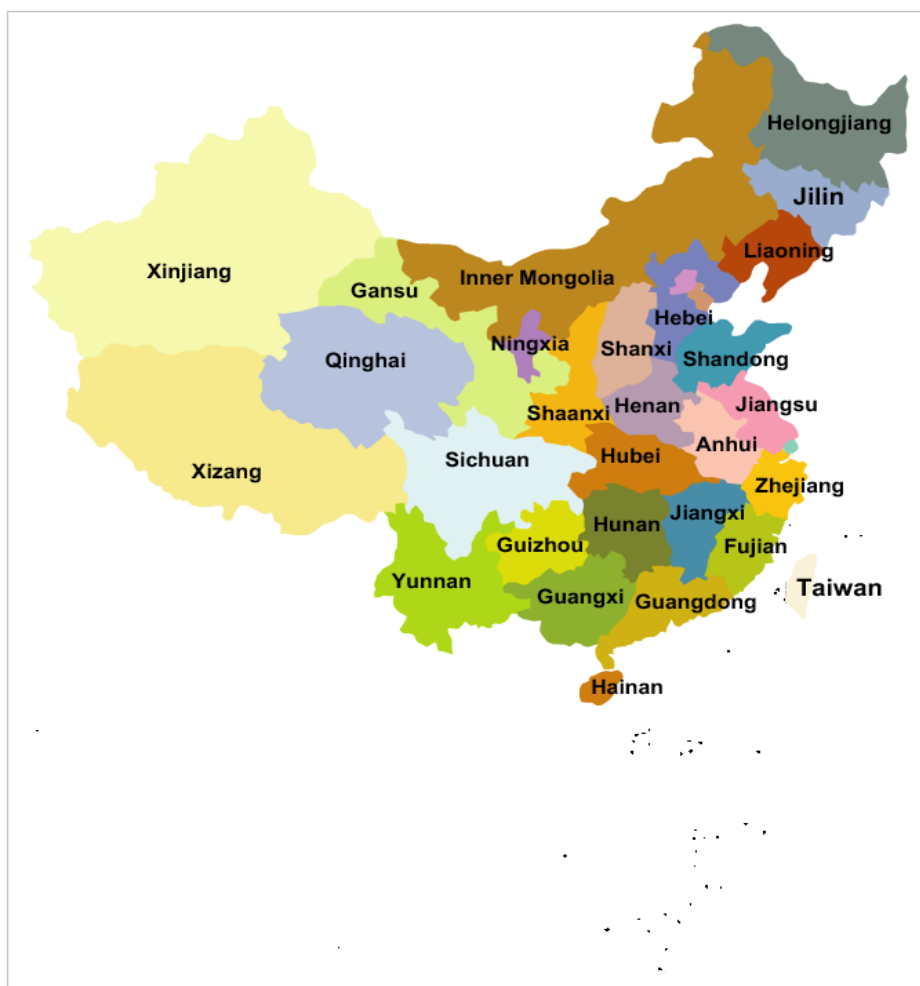 Helongjiang
Jilin
Liaoning
Xinjiang
Inner Mongolia
Gansu
Hebei
Ningxia
Shanxi
Shandong
Qinghai
Henan
Jiangsu
Shaanxi
Anhui
Hubei
Sichuan
Xizang
Zhejiang
Jiangxi
Hunan
Guizhou
Fujian
Yunnan
Taiwan
Guangxi
Guangdong
Hainan